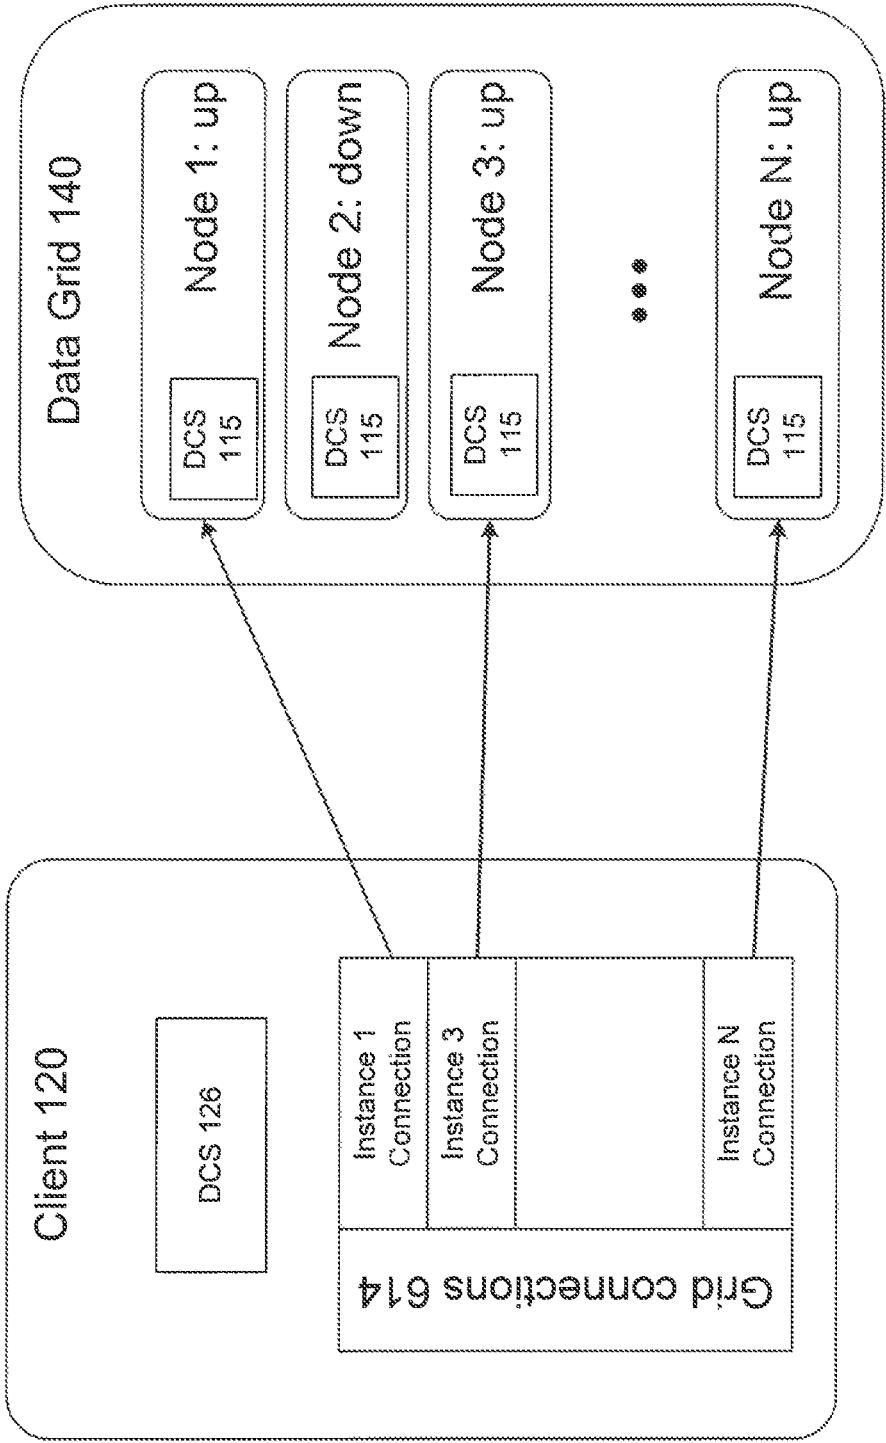 Client 120
DCS 126
Grid connections 614
Instance 1
Connection
Instance 3
Connection
Instance N
Connection
Data Grid 140
DCS
115
Node 1: up
DCS
115
Node 2: down
DCS
115
Node 3: up
DCS
115
Node N: up